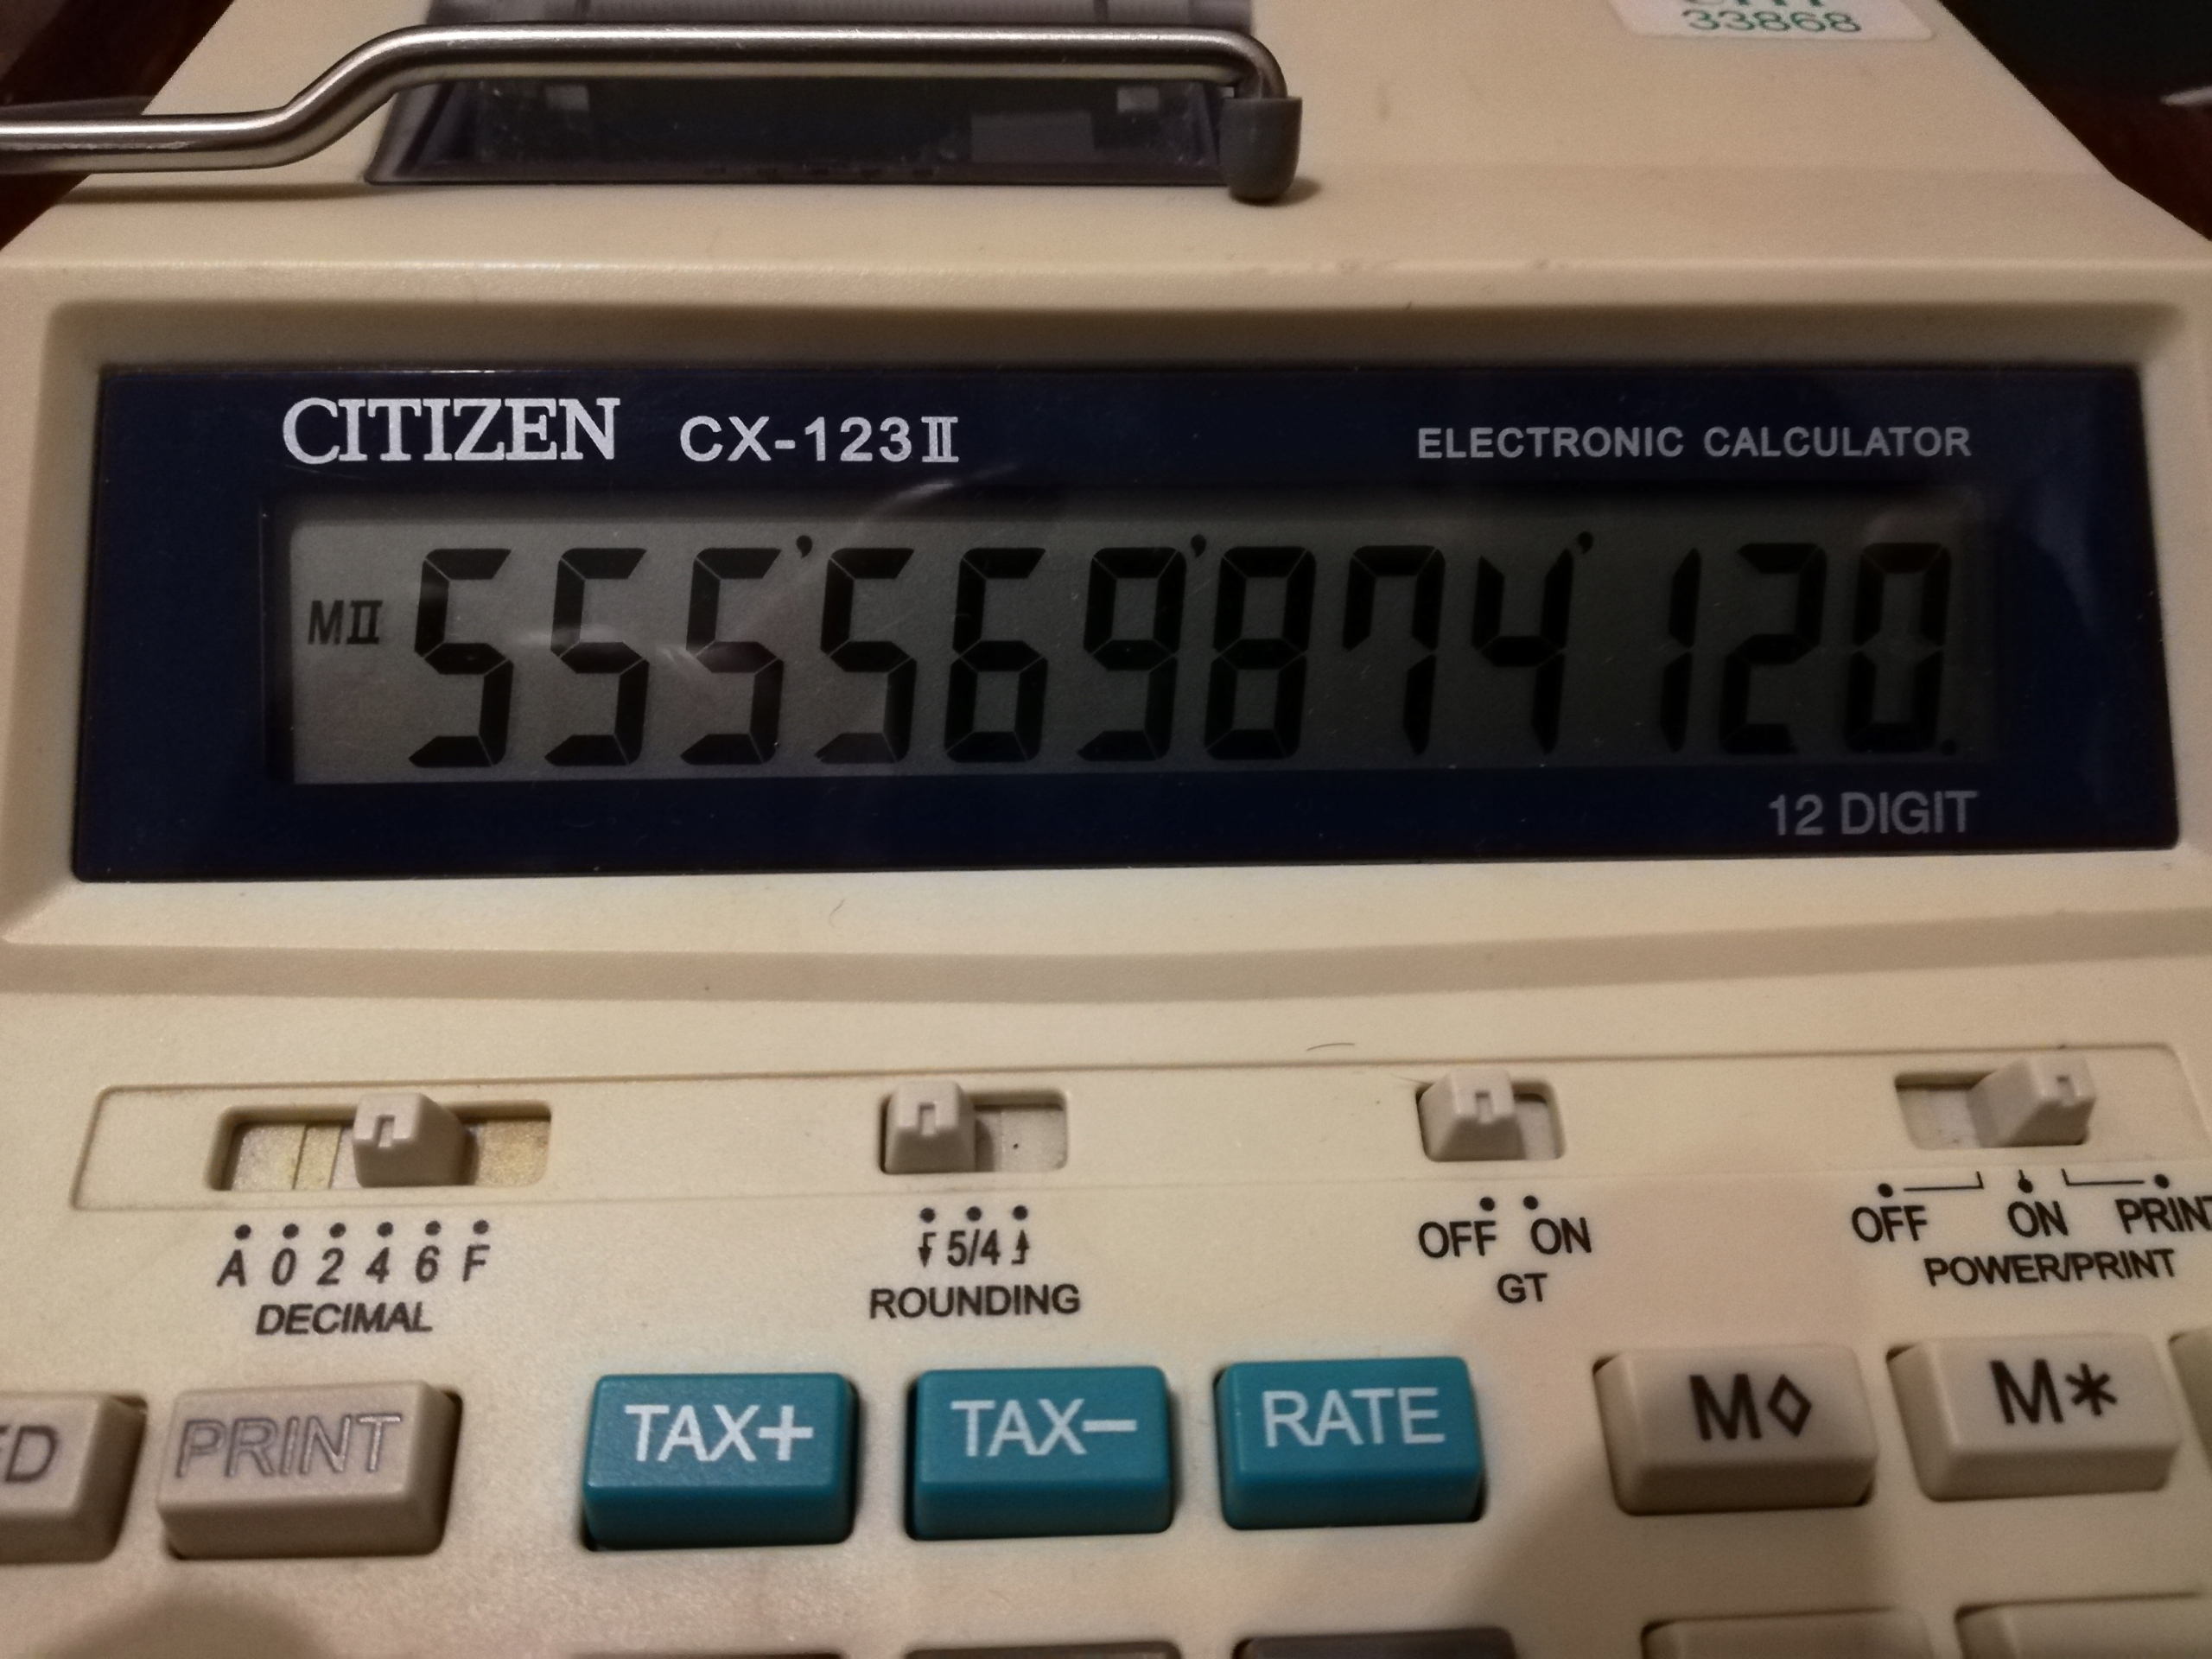 33868
CITIZEN CX-123II ELECTRONIC CALCULATOR
MII 555'569'874'120.
12 DIGIT
A 0 2 4 6 F
DECIMAL
5/4
ROUNDING
OFF ON
GT
OFF ON PRINT
POWER/PRINT
PRINT TAX+ TAX− RATE M◊ M*